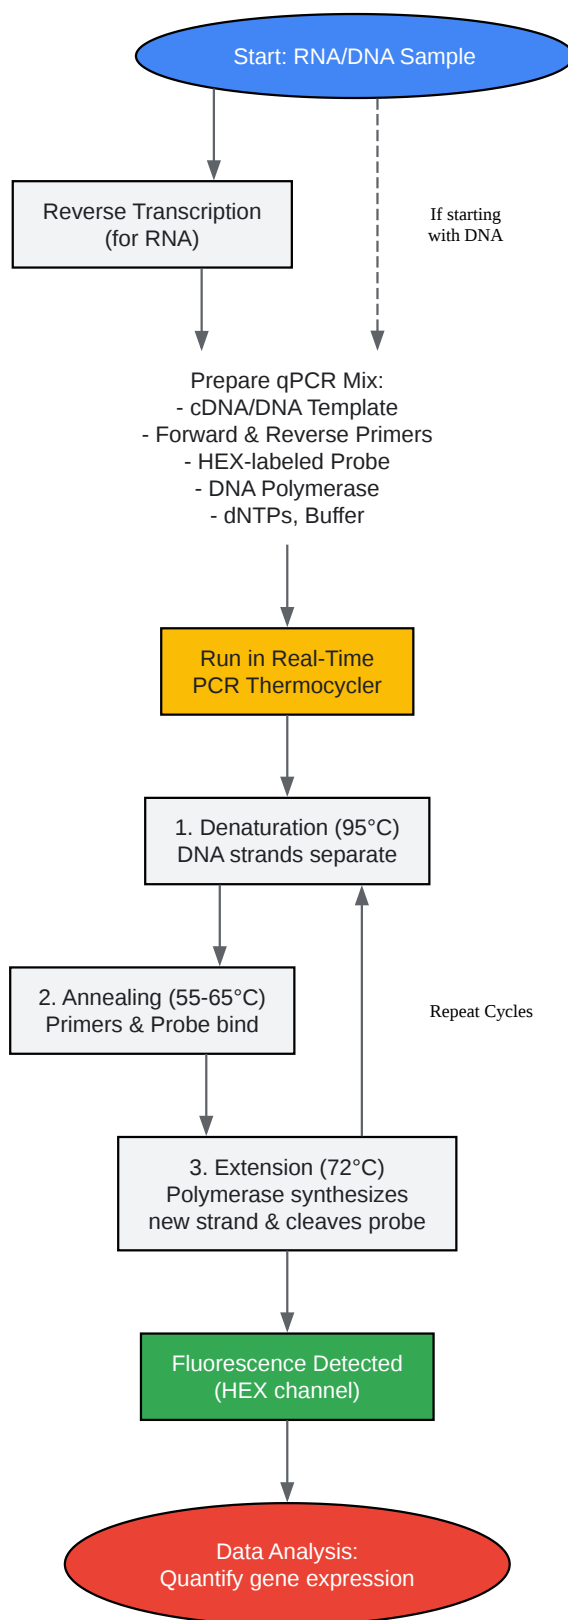 Start: RNA/DNA Sample
Reverse Transcription
(for RNA)
If starting
with DNA
Prepare qPCR Mix:
- cDNA/DNA Template
- Forward & Reverse Primers
- HEX-labeled Probe
- DNA Polymerase
- dNTPs, Buffer
Run in Real-Time
PCR Thermocycler
1. Denaturation (95°C)
DNA strands separate
2. Annealing (55-65°C)
Primers & Probe bind
Repeat Cycles
3. Extension (72°C)
Polymerase synthesizes
new strand & cleaves probe
Fluorescence Detected
(HEX channel)
Data Analysis:
Quantify gene expression